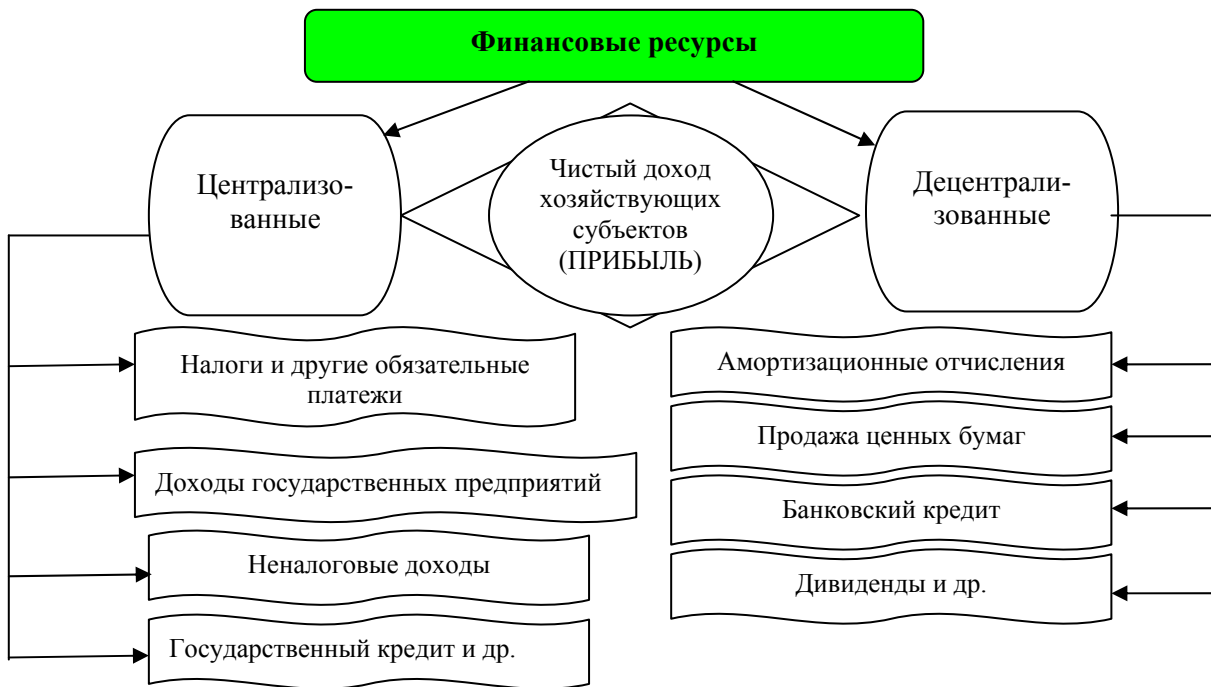 Финансовые ресурсы
Централизо-
ванные
Чистый доход
хозяйствующих
субъектов
(ПРИБЫЛЬ)
Децентрали-
зованные
Налоги и другие обязательные
платежи
Доходы государственных предприятий
Неналоговые доходы
Государственный кредит и др.
Амортизационные отчисления
Продажа ценных бумаг
Банковский кредит
Дивиденды и др.